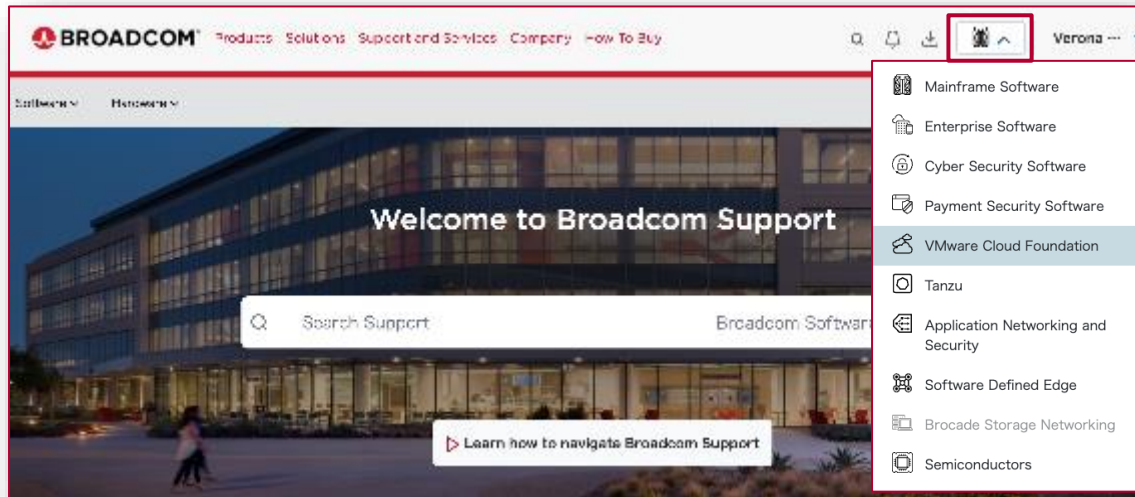 BROADCOM Products Solutions Support and Services Company How To Buy Verona ...
Software Hardware
Welcome to Broadcom Support
Search Support Broadcom Softwar
Learn how to navigate Broadcom Support
Mainframe Software
Enterprise Software
Cyber Security Software
Payment Security Software
VMware Cloud Foundation
Tanzu
Application Networking and
Security
Software Defined Edge
Brocade Storage Networking
Semiconductors